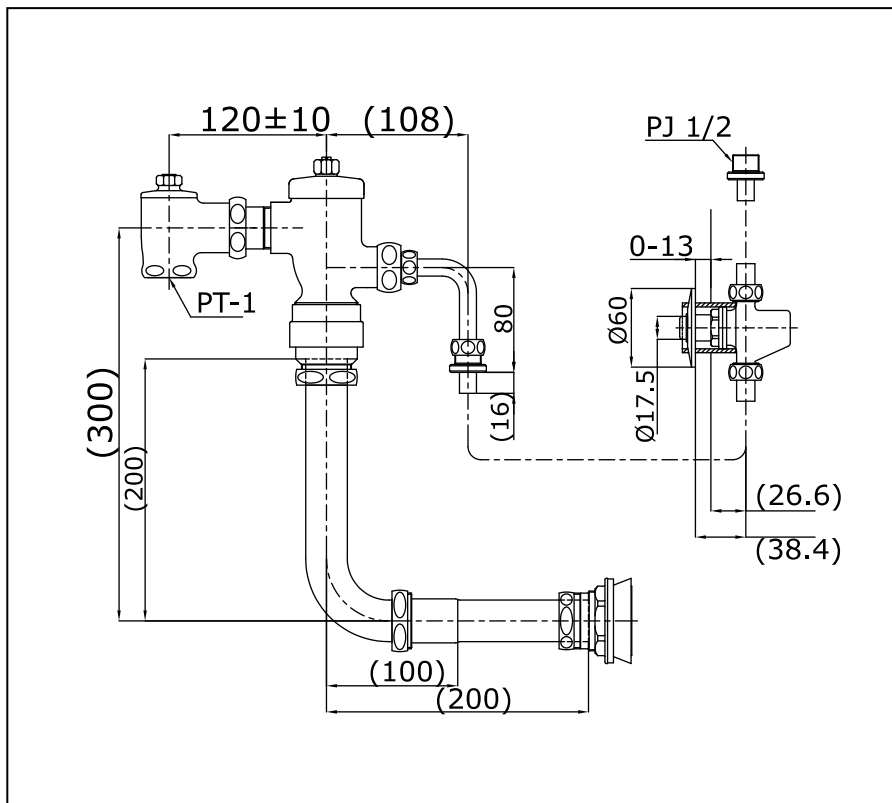 120±10
(108)
PJ 1/2
0-13
PT-1
80
Ø60
(300)
(16)
Ø17.5
(200)
(26.6)
(38.4)
(100)
(200)